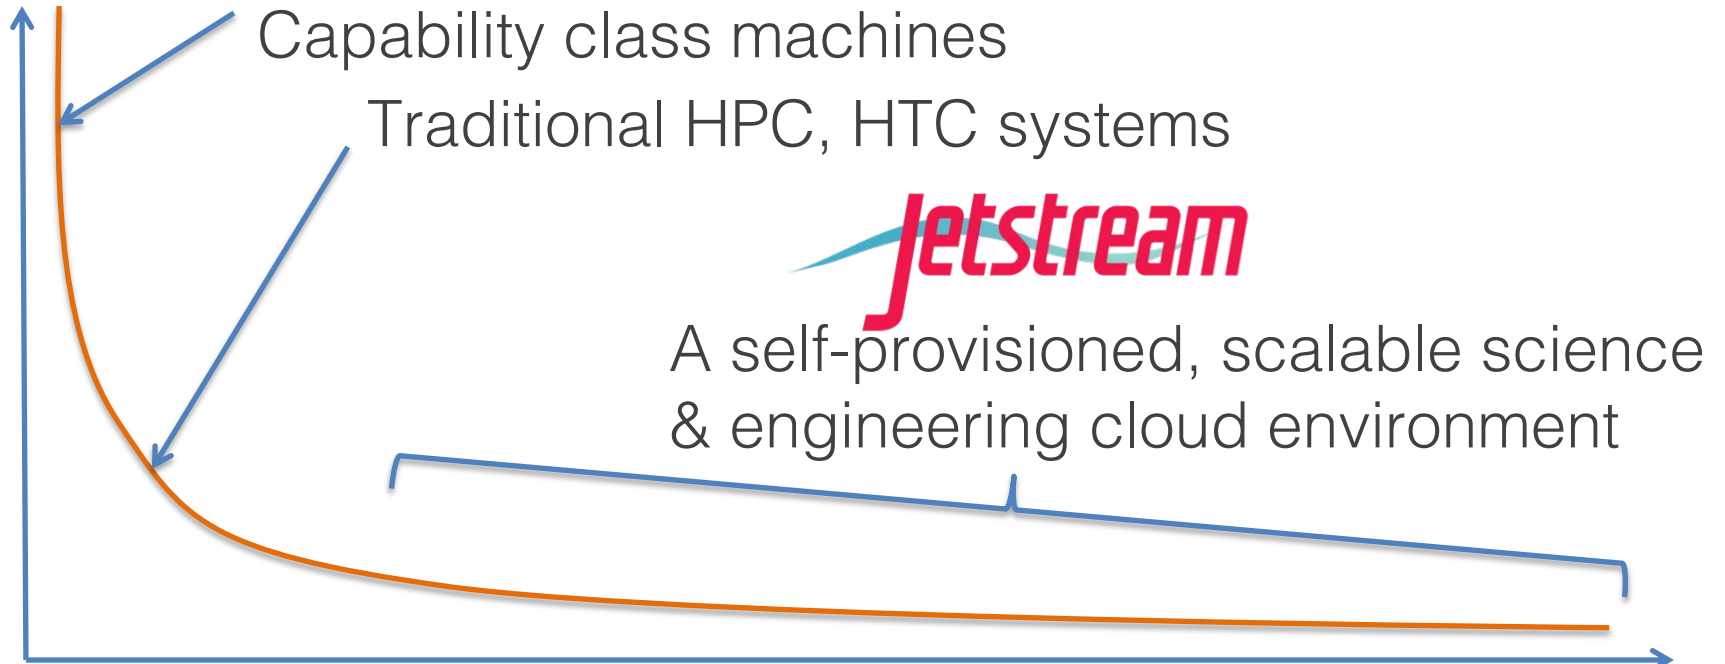 Capability class machines
Traditional HPC, HTC systems
Jetstream
A self-provisioned, scalable science
& engineering cloud environment